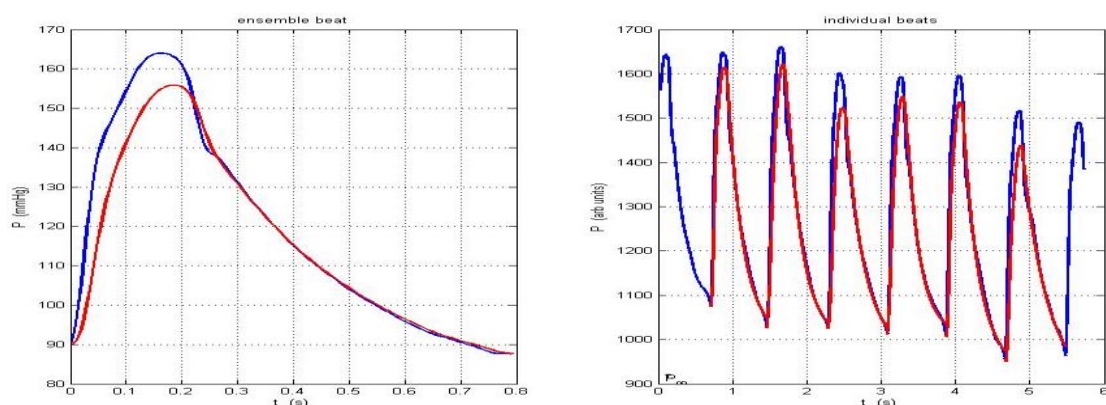 ensemble beat
170
160
150
140
130
120
110
100
90
80
P (mmHg)
0 0.1 0.2 0.3 0.4 0.5 0.6 0.7 0.8
t (s)
individual beats
1700
1600
1500
1400
1300
1200
1100
1000
900
P (arb units)
P∞
0 1 2 3 4 5 6
t (s)